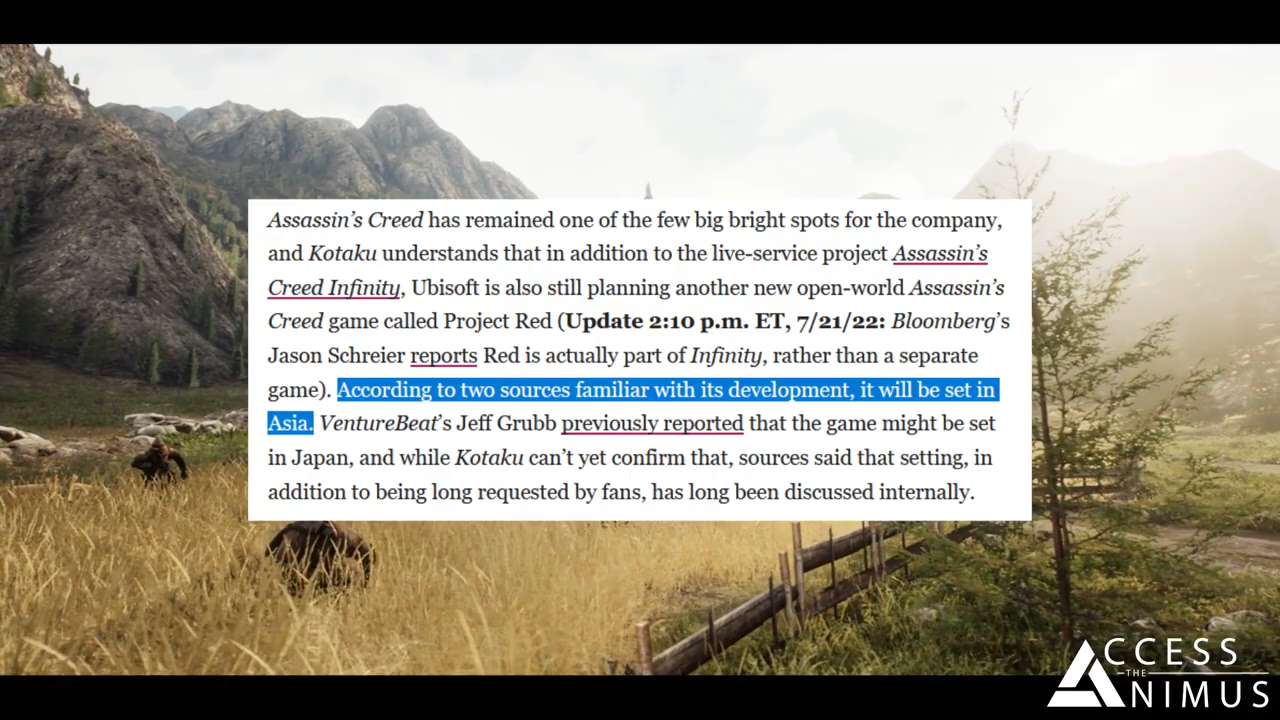 Assassin’s Creed has remained one of the few big bright spots for the company,
and Kotaku understands that in addition to the live-service project Assassin’s
Creed Infinity, Ubisoft is also still planning another new open-world Assassin’s
Creed game called Project Red (Update 2:10 p.m. ET, 7/21/22: Bloomberg’s
Jason Schreier reports Red is actually part of Infinity, rather than a separate
game). According to two sources familiar with its development, it will be set in
Asia. VentureBeat’s Jeff Grubb previously reported that the game might be set
in Japan, and while Kotaku can’t yet confirm that, sources said that setting, in
addition to being long requested by fans, has long been discussed internally.
ACCESS
THE
ANIMUS